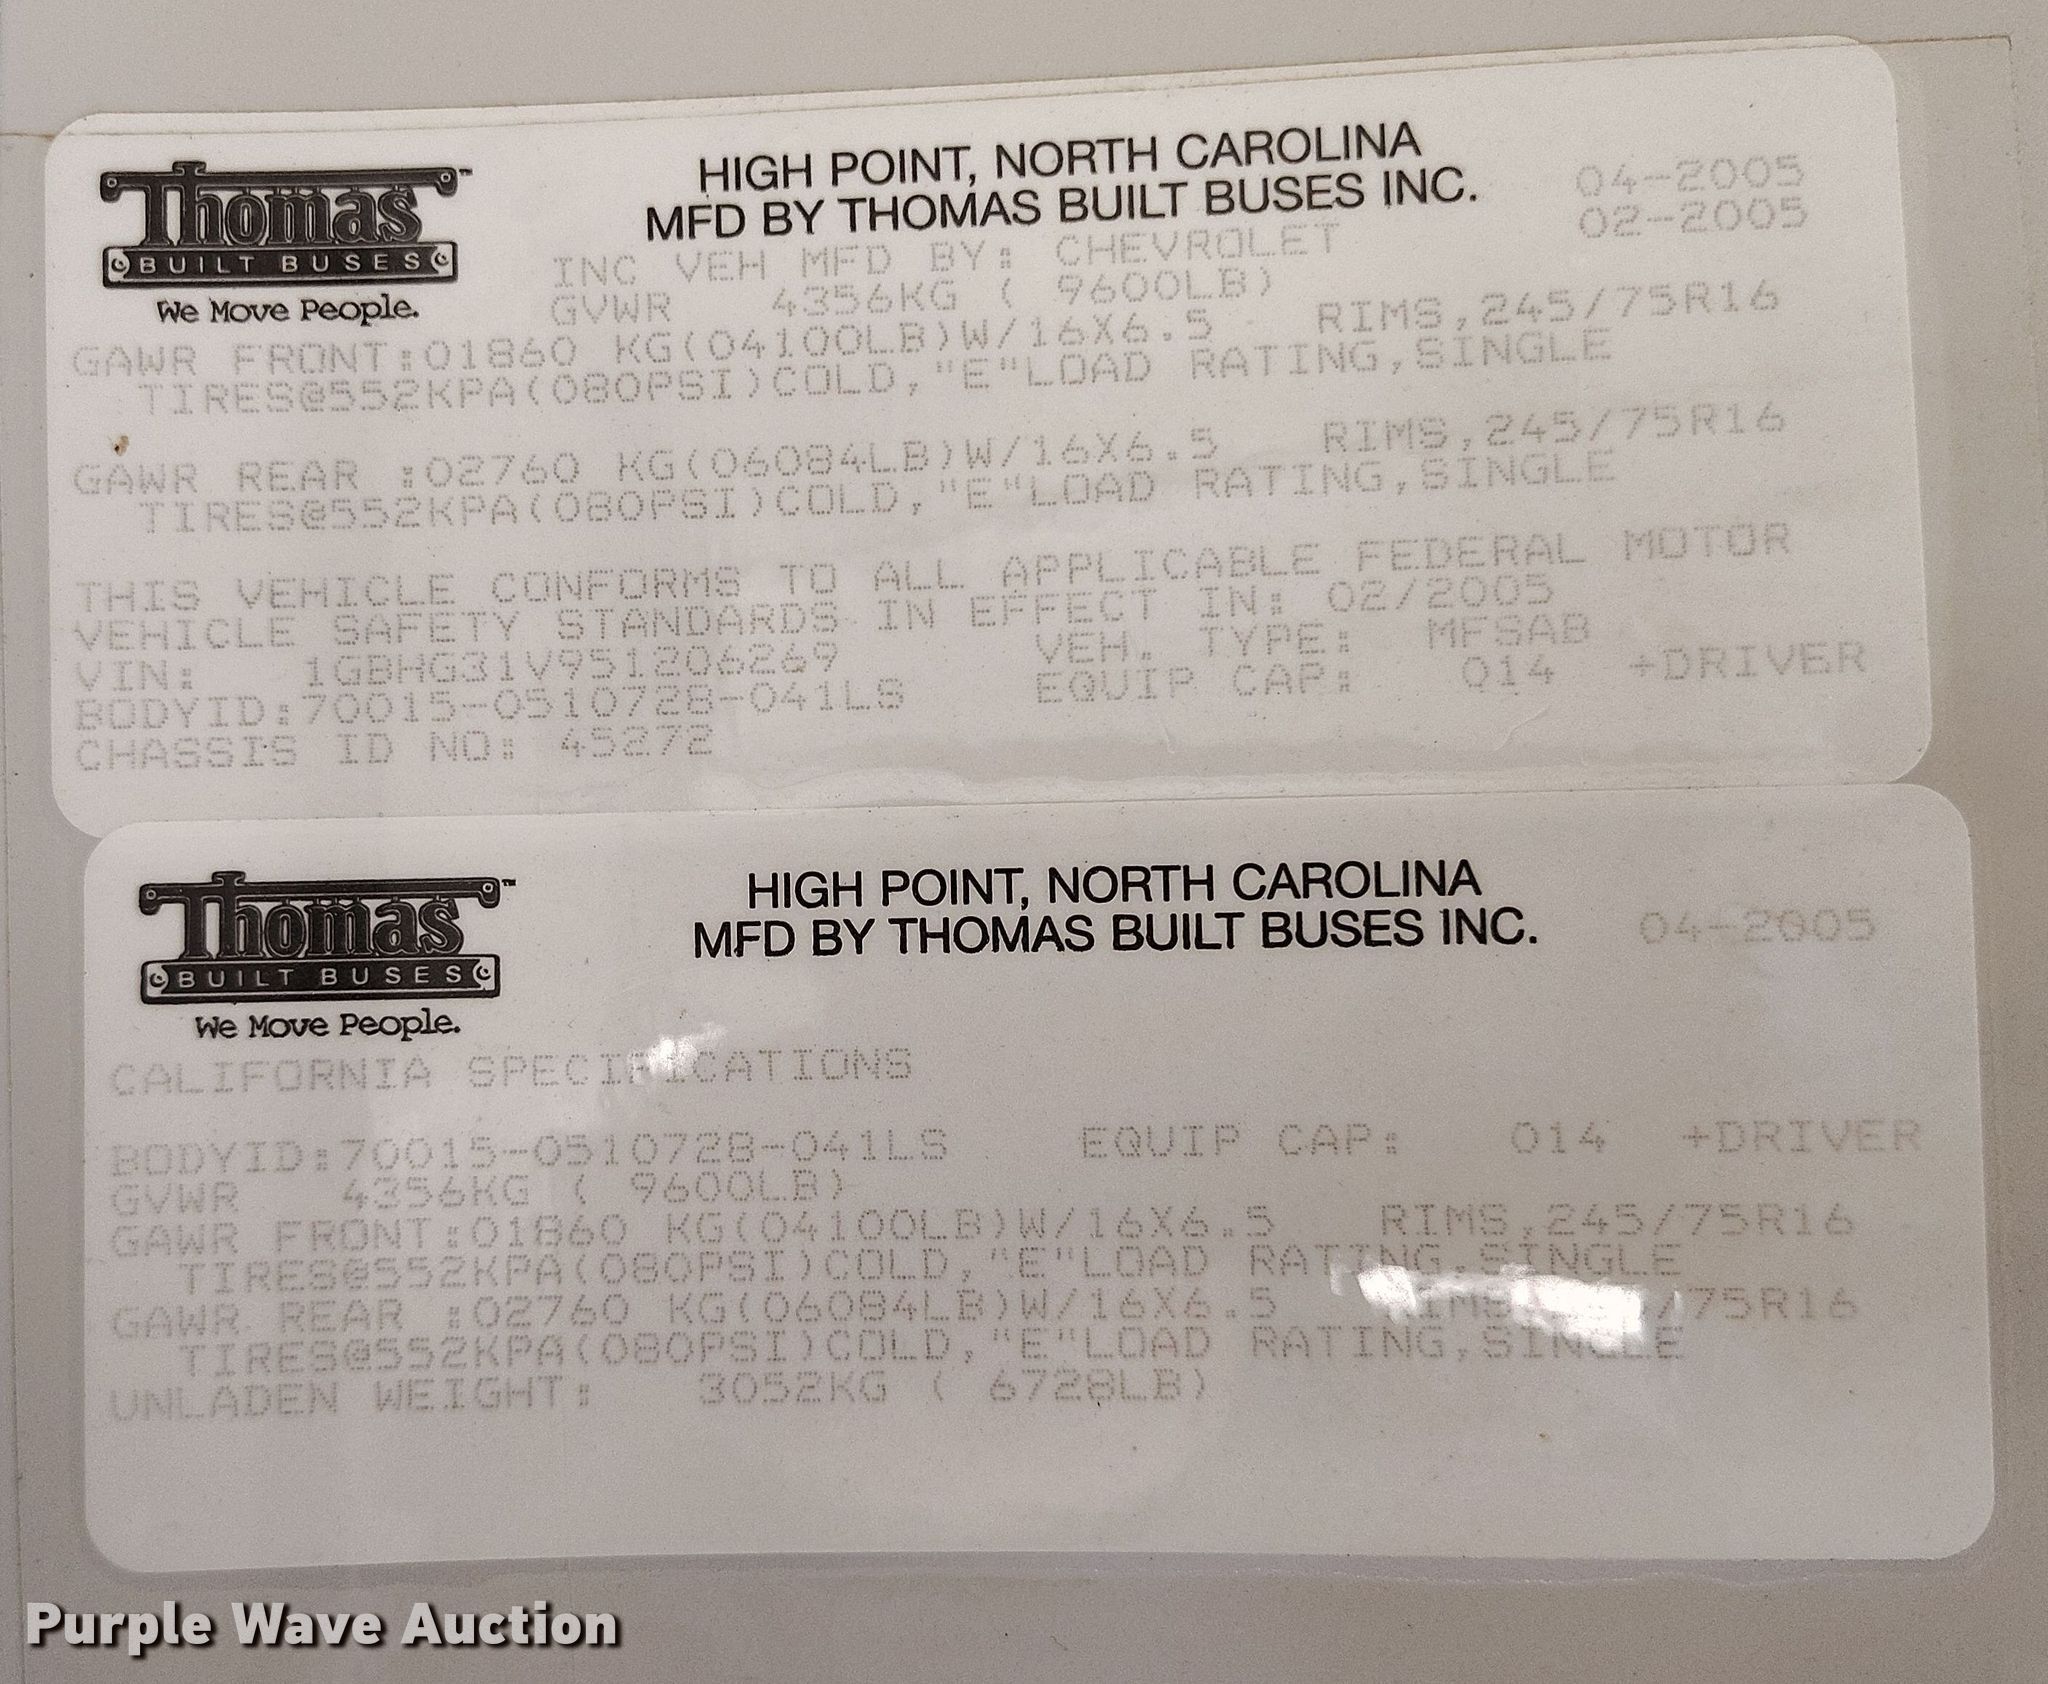 Thomas™
BUILT BUSES
We Move People.
HIGH POINT, NORTH CAROLINA
MFD BY THOMAS BUILT BUSES INC.
04-2005
02-2005
INC VEH MFD BY: CHEVROLET
GVWR 4356KG ( 9600LB)
GAWR FRONT:01860 KG(04100LB)W/16X6.5 RIMS,245/75R16
TIRES@552KPA(080PSI)COLD,"E"LOAD RATING,SINGLE
GAWR REAR :02760 KG(06084LB)W/16X6.5 RIMS,245/75R16
TIRES@552KPA(080PSI)COLD,"E"LOAD RATING,SINGLE
THIS VEHICLE CONFORMS TO ALL APPLICABLE FEDERAL MOTOR
VEHICLE SAFETY STANDARDS IN EFFECT IN: 02/2005
VIN: 1GBHG31V951206269 VEH. TYPE: MFSAB
BODYID:70015-0510728-041LS EQUIP CAP: 014 +DRIVER
CHASSIS ID NO: 45272
Thomas™
BUILT BUSES
We Move People.
HIGH POINT, NORTH CAROLINA
MFD BY THOMAS BUILT BUSES INC.
04-2005
CALIFORNIA SPECIFICATIONS
BODYID:70015-0510728-041LS EQUIP CAP: 014 +DRIVER
GVWR 4356KG ( 9600LB)
GAWR FRONT:01860 KG(04100LB)W/16X6.5 RIMS,245/75R16
TIRES@552KPA(080PSI)COLD,"E"LOAD RATING,SINGLE
GAWR REAR :02760 KG(06084LB)W/16X6.5 RIMS /75R16
TIRES@552KPA(080PSI)COLD,"E"LOAD RATING,SINGLE
UNLADEN WEIGHT: 3052KG ( 6728LB)
Purple Wave Auction